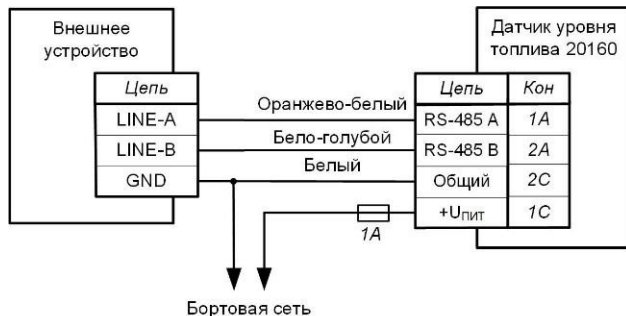 Внешнее
устройство
Датчик уровня
топлива 20160
Цепь
Цепь
Кон
LINE-A
Оранжево-белый
RS-485 A
1A
LINE-B
Бело-голубой
RS-485 B
2A
GND
Белый
Общий
2C
1A
+Uпит
1C
Бортовая сеть